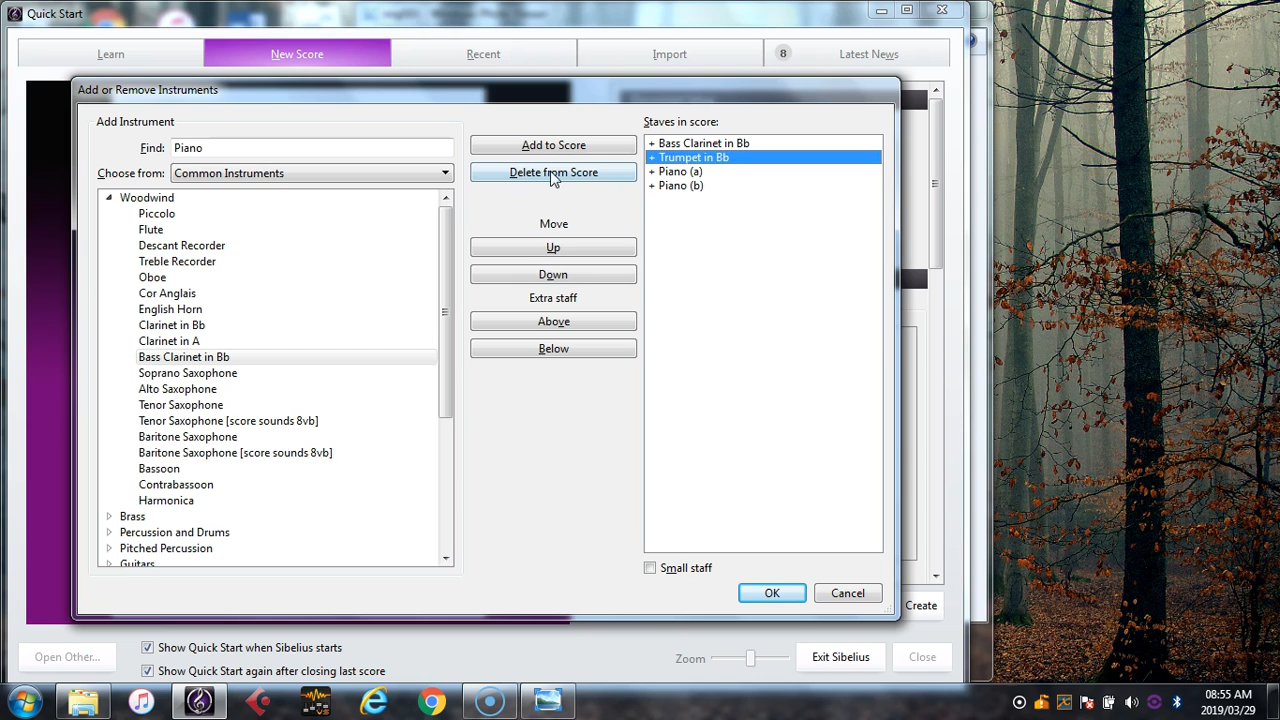 Quick Start
Learn
New Score
Recent
Import
8
Latest News
Add or Remove Instruments
Add Instrument
Find:
Piano
Choose from:
Common Instruments
Woodwind
Piccolo
Flute
Descant Recorder
Treble Recorder
Oboe
Cor Anglais
English Horn
Clarinet in Bb
Clarinet in A
Bass Clarinet in Bb
Soprano Saxophone
Alto Saxophone
Tenor Saxophone
Tenor Saxophone [score sounds 8vb]
Baritone Saxophone
Baritone Saxophone [score sounds 8vb]
Bassoon
Contrabassoon
Harmonica
Brass
Percussion and Drums
Pitched Percussion
Guitars
Add to Score
Delete from Score
Move
Up
Down
Extra staff
Above
Below
Staves in score:
+ Bass Clarinet in Bb
+ Trumpet in Bb
+ Piano (a)
+ Piano (b)
Small staff
OK
Cancel
Create
Show Quick Start when Sibelius starts
Open Other...
Show Quick Start again after closing last score
Zoom
Exit Sibelius
Close
08:55 AM
2019/03/29